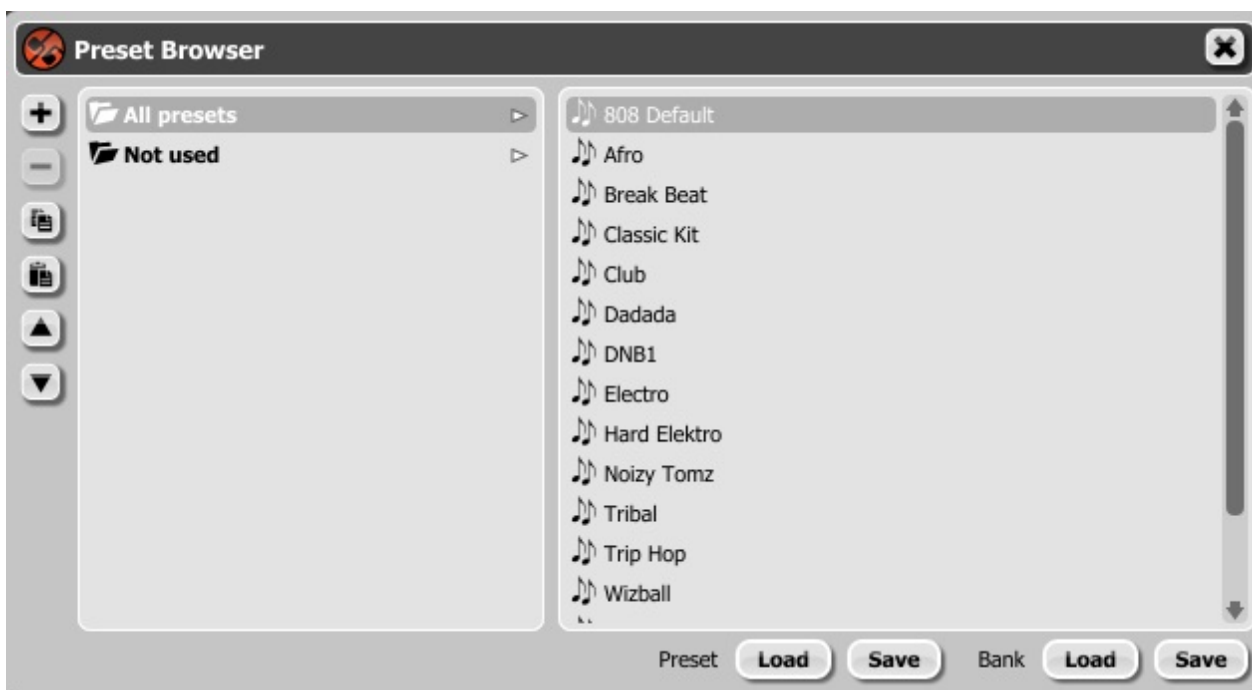 Preset Browser
All presets
Not used
808 Default
Afro
Break Beat
Classic Kit
Club
Dadada
DNB1
Electro
Hard Elektro
Noizy Tomz
Tribal
Trip Hop
Wizball
Preset Load Save Bank Load Save